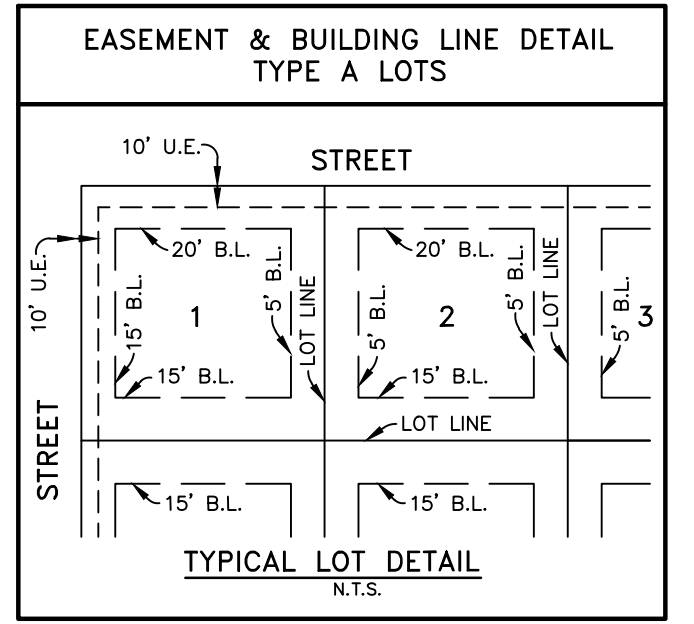 EASEMENT & BUILDING LINE DETAIL
TYPE A LOTS
10' U.E.
STREET
10' U.E.
20' B.L.
15' B.L.
1
5' B.L.
LOT LINE
15' B.L.
20' B.L.
5' B.L.
2
5' B.L.
LOT LINE
15' B.L.
5' B.L.
3
LOT LINE
STREET
15' B.L.
15' B.L.
TYPICAL LOT DETAIL
N.T.S.